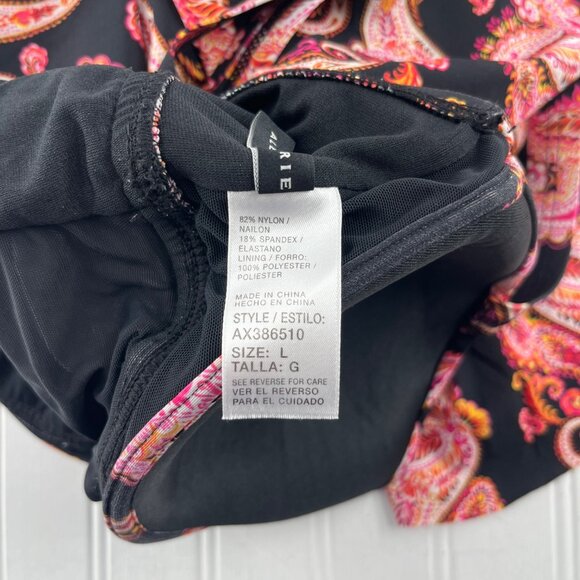 RIE
82% NYLON /
NAILON
18% SPANDEX /
ELASTANO
LINING / FORRO:
100% POLYESTER /
POLIESTER
MADE IN CHINA
HECHO EN CHINA
STYLE / ESTILO:
AX386510
SIZE: L
TALLA: G
SEE REVERSE FOR CARE
VER EL REVERSO
PARA EL CUIDADO